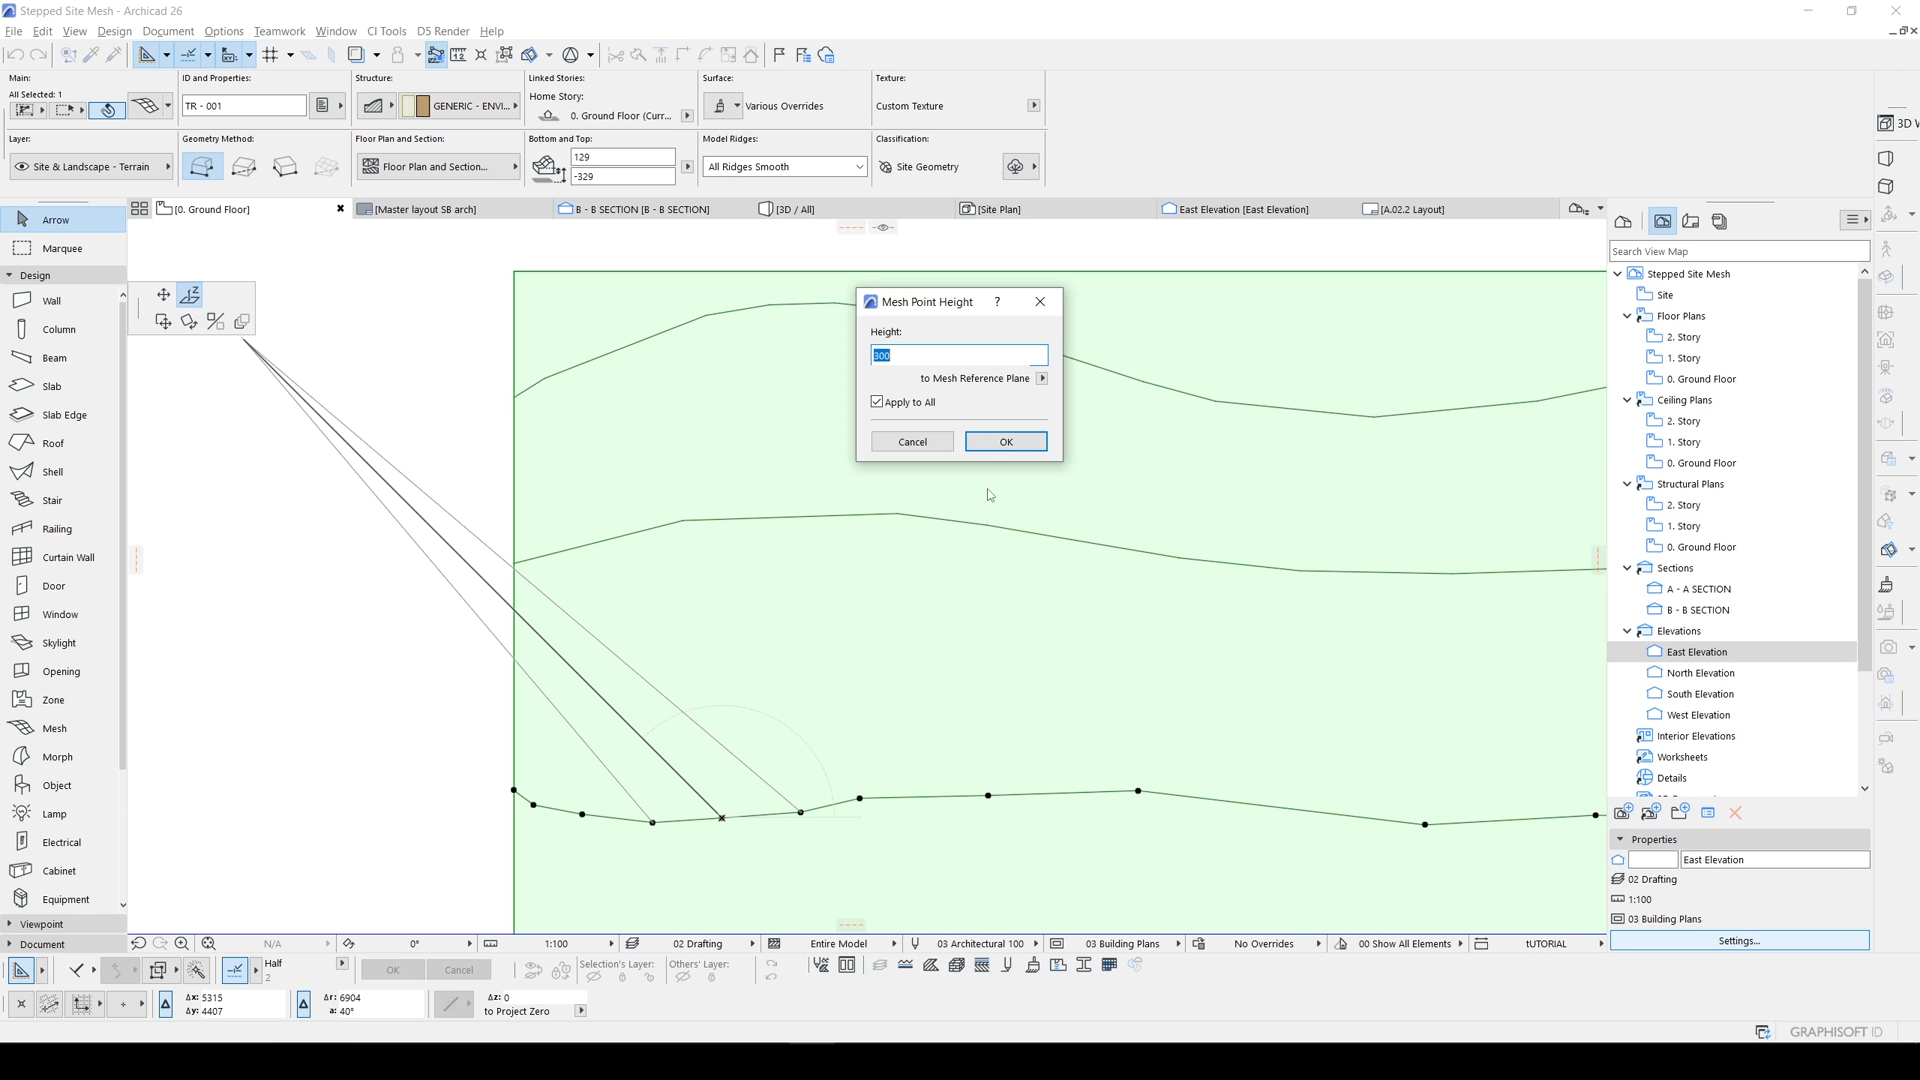 Stepped Site Mesh - Archicad 26
File Edit View Design Document Options Teamwork Window CI Tools D5 Render Help
Main: ID and Properties: Structure: Linked Stories: Surface: Texture:
All Selected: 1
Home Story:
TR - 001 GENERIC - ENVI... 0. Ground Floor (Curr... Various Overrides Custom Texture
Layer: Geometry Method: Floor Plan and Section: Bottom and Top: Model Ridges: Classification:
Site & Landscape - Terrain Floor Plan and Section... 129 All Ridges Smooth Site Geometry
-329
[0. Ground Floor] [Master layout SB arch] B - B SECTION [B - B SECTION] [3D / All] [Site Plan] East Elevation [East Elevation] [A.02.2 Layout]
Arrow
Marquee
Design
Wall
Column
Beam
Slab
Slab Edge
Roof
Shell
Stair
Railing
Curtain Wall
Door
Window
Skylight
Opening
Zone
Mesh
Morph
Object
Lamp
Electrical
Cabinet
Equipment
Viewpoint
Document
Mesh Point Height ?
Height:
300
to Mesh Reference Plane
Apply to All
Cancel OK
Search View Map
Stepped Site Mesh
Site
Floor Plans
2. Story
1. Story
0. Ground Floor
Ceiling Plans
2. Story
1. Story
0. Ground Floor
Structural Plans
2. Story
1. Story
0. Ground Floor
Sections
A - A SECTION
B - B SECTION
Elevations
East Elevation
North Elevation
South Elevation
West Elevation
Interior Elevations
Worksheets
Details
Properties
East Elevation
02 Drafting
1:100
03 Building Plans
Settings...
N/A 0° 1:100 02 Drafting Entire Model 03 Architectural 100 03 Building Plans No Overrides 00 Show All Elements tUTORIAL
Half
2
OK Cancel Selection's Layer: Others' Layer:
Δx: 5315 Δr: 6904 Δz: 0
Δy: 4407 a: 40° to Project Zero
GRAPHISOFT ID